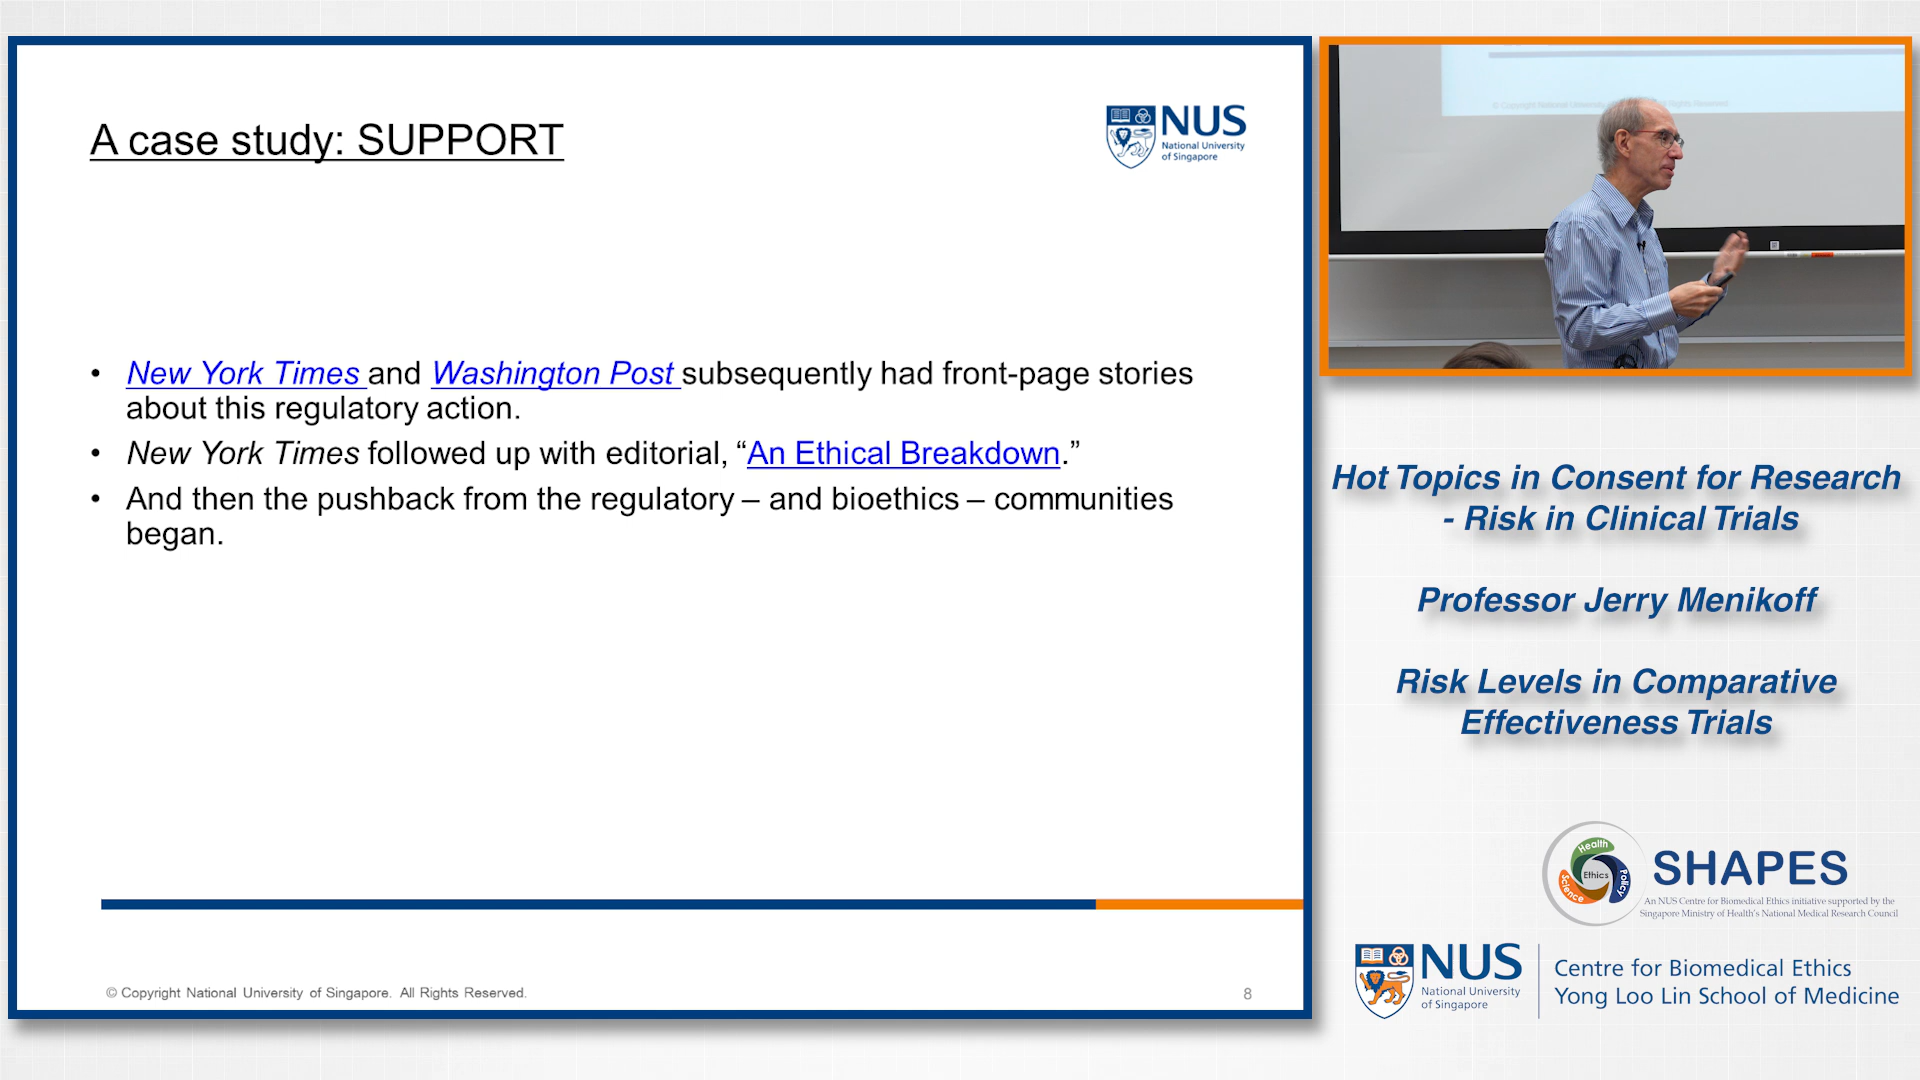 A case study: SUPPORT
NUS
National University
of Singapore
• New York Times and Washington Post subsequently had front-page stories
about this regulatory action.
• New York Times followed up with editorial, “An Ethical Breakdown.”
• And then the pushback from the regulatory – and bioethics – communities
began.
© Copyright National University of Singapore. All Rights Reserved.
8
Hot Topics in Consent for Research
- Risk in Clinical Trials
Professor Jerry Menikoff
Risk Levels in Comparative
Effectiveness Trials
Health
Ethics
Science
Policy
SHAPES
An NUS Centre for Biomedical Ethics initiative supported by the
Singapore Ministry of Health's National Medical Research Council
NUS
National University
of Singapore
Centre for Biomedical Ethics
Yong Loo Lin School of Medicine